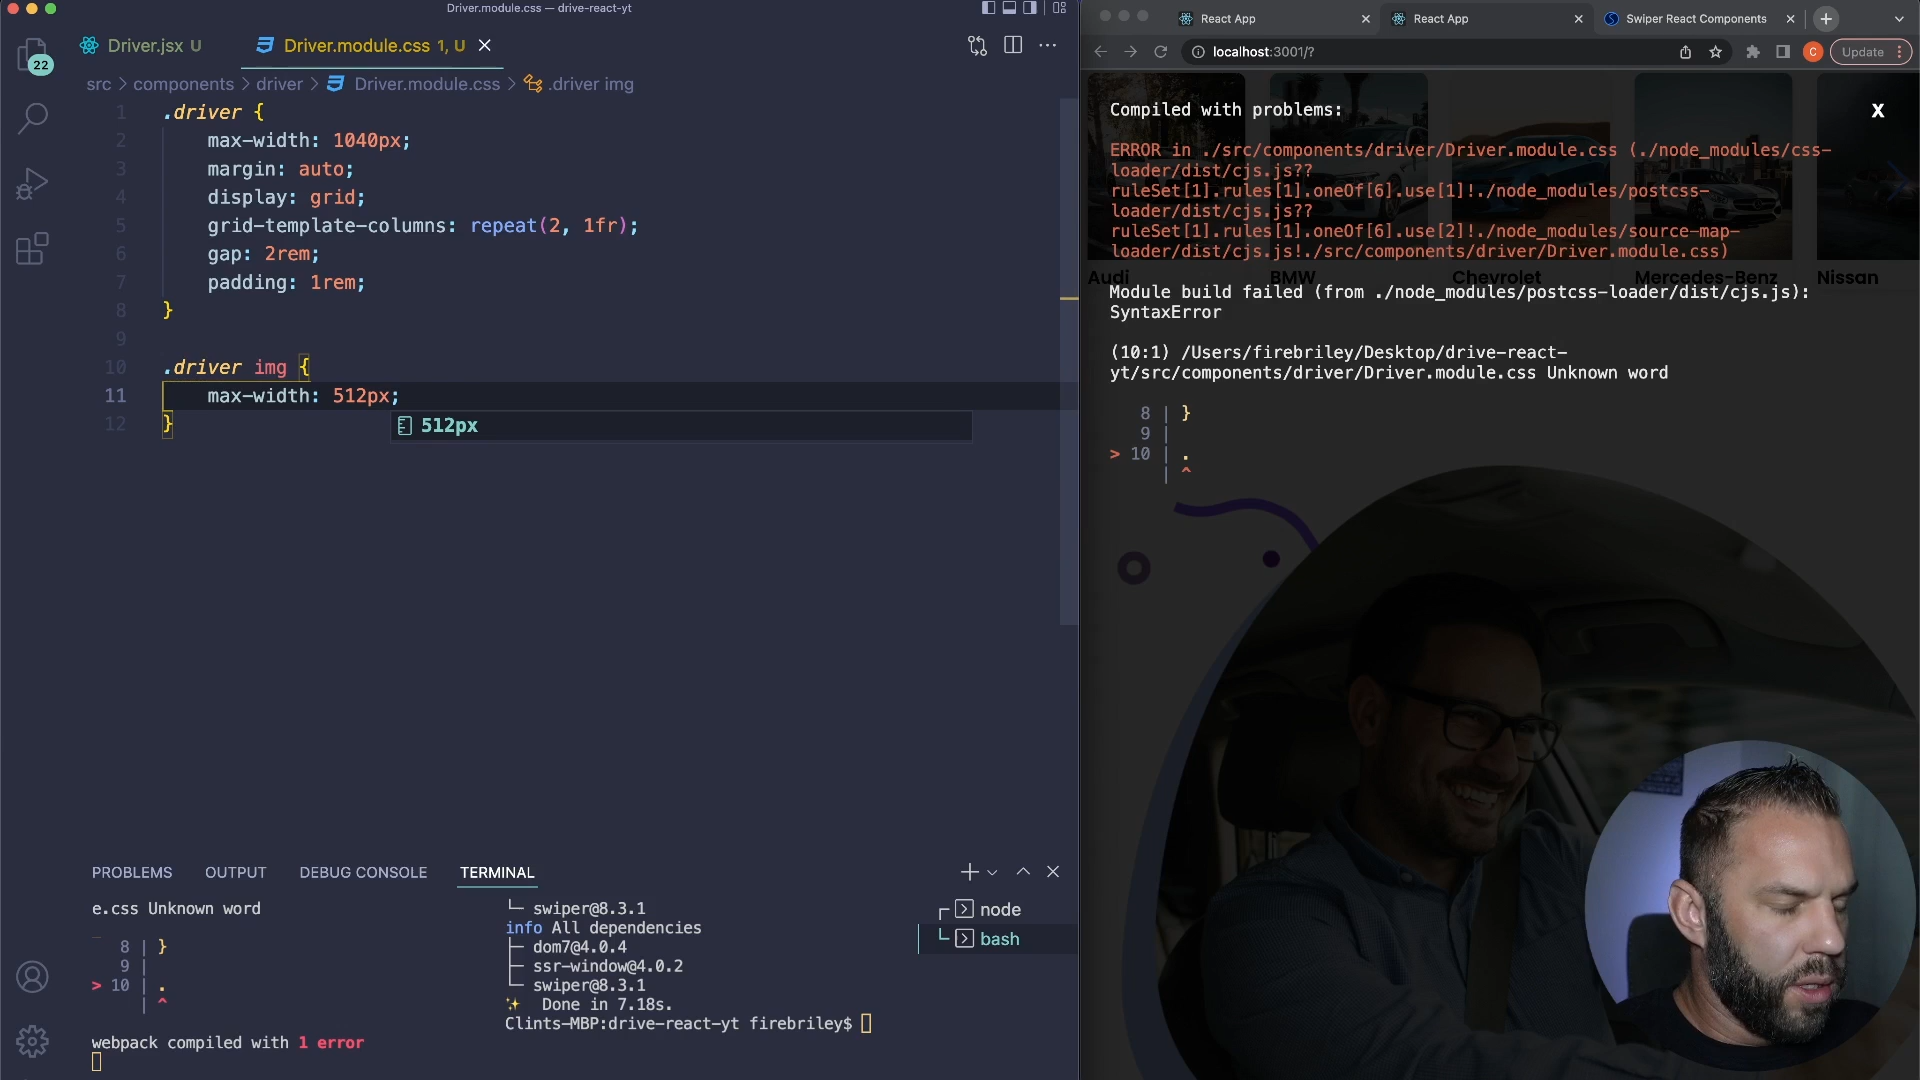 Driver.module.css — drive-react-yt
22
Driver.jsx U
Driver.module.css 1, U
src > components > driver > Driver.module.css > .driver img
1 .driver {
2 max-width: 1040px;
3 margin: auto;
4 display: grid;
5 grid-template-columns: repeat(2, 1fr);
6 gap: 2rem;
7 padding: 1rem;
8 }
9
10 .driver img {
11 max-width: 512px;
12 }
512px
PROBLEMS OUTPUT DEBUG CONSOLE TERMINAL
e.css Unknown word
8 | }
9 |
> 10 | .
| ^
webpack compiled with 1 error
└─ swiper@8.3.1
info All dependencies
├─ dom7@4.0.4
├─ ssr-window@4.0.2
└─ swiper@8.3.1
✨ Done in 7.18s.
Clints-MBP:drive-react-yt firebriley$
node
bash
React App
React App
Swiper React Components
localhost:3001/?
C
Update
Compiled with problems:
X
ERROR in ./src/components/driver/Driver.module.css (./node_modules/css-
loader/dist/cjs.js??
ruleSet[1].rules[1].oneOf[6].use[1]!./node_modules/postcss-
loader/dist/cjs.js??
ruleSet[1].rules[1].oneOf[6].use[2]!./node_modules/source-map-
loader/dist/cjs.js!./src/components/driver/Driver.module.css)
Audi BMW Chevrolet Mercedes-Benz Nissan
Module build failed (from ./node_modules/postcss-loader/dist/cjs.js):
SyntaxError
(10:1) /Users/firebriley/Desktop/drive-react-
yt/src/components/driver/Driver.module.css Unknown word
8 | }
9 |
> 10 | .
| ^